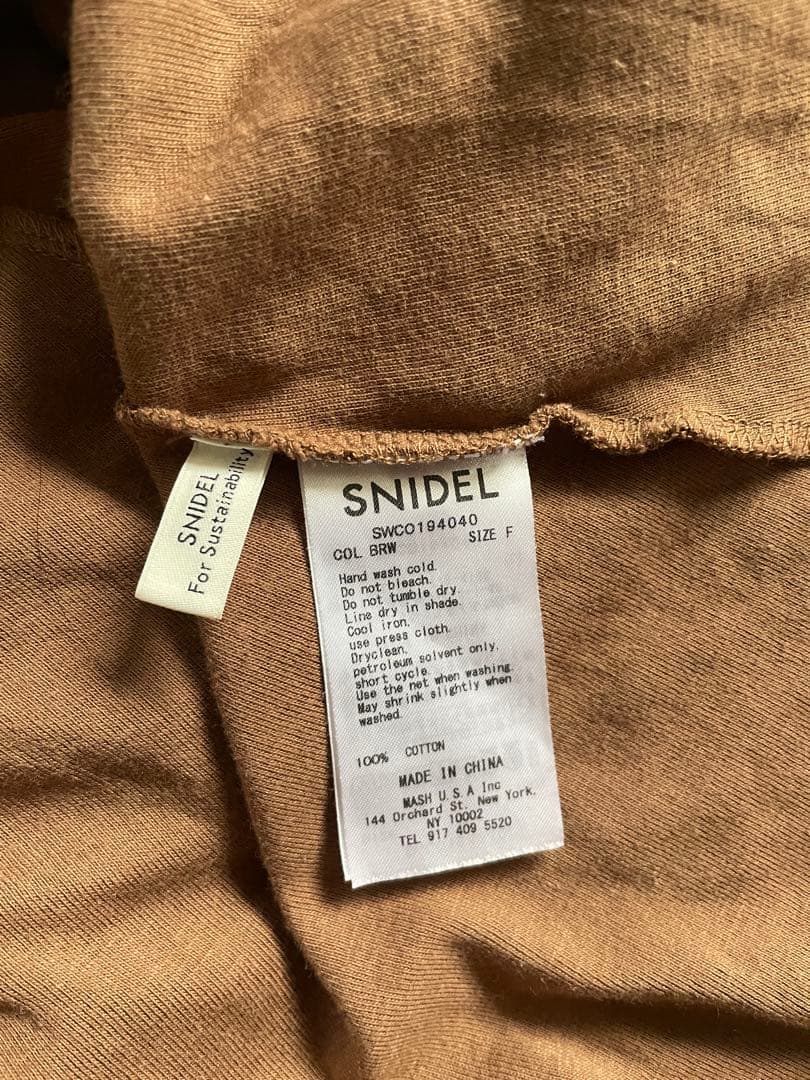 SNIDEL
For Sustainability
SNIDEL
SWCO194040
COL BRW SIZE F
Hand wash cold.
Do not bleach.
Do not tumble dry.
Line dry in shade.
Cool iron.
use press cloth.
Dryclean.
petroleum solvent only.
short cycle.
Use the net when washing.
May shrink slightly when
washed.
100% COTTON
MADE IN CHINA
MASH U.S.A Inc
144 Orchard St. New York,
NY 10002
TEL 917 409 5520